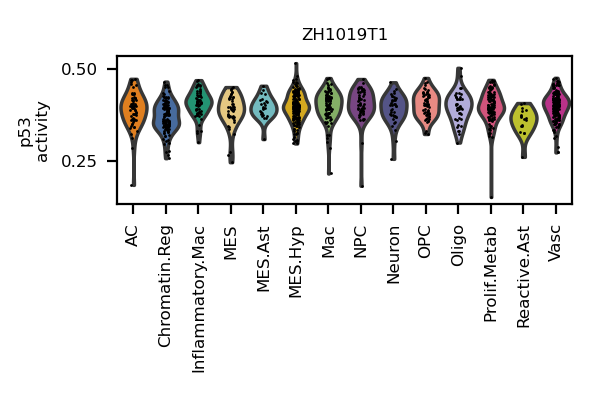 ZH1019T1
p53
activity
0.50
0.25
AC
Chromatin.Reg
Inflammatory.Mac
MES
MES.Ast
MES.Hyp
Mac
NPC
Neuron
OPC
Oligo
Prolif.Metab
Reactive.Ast
Vasc